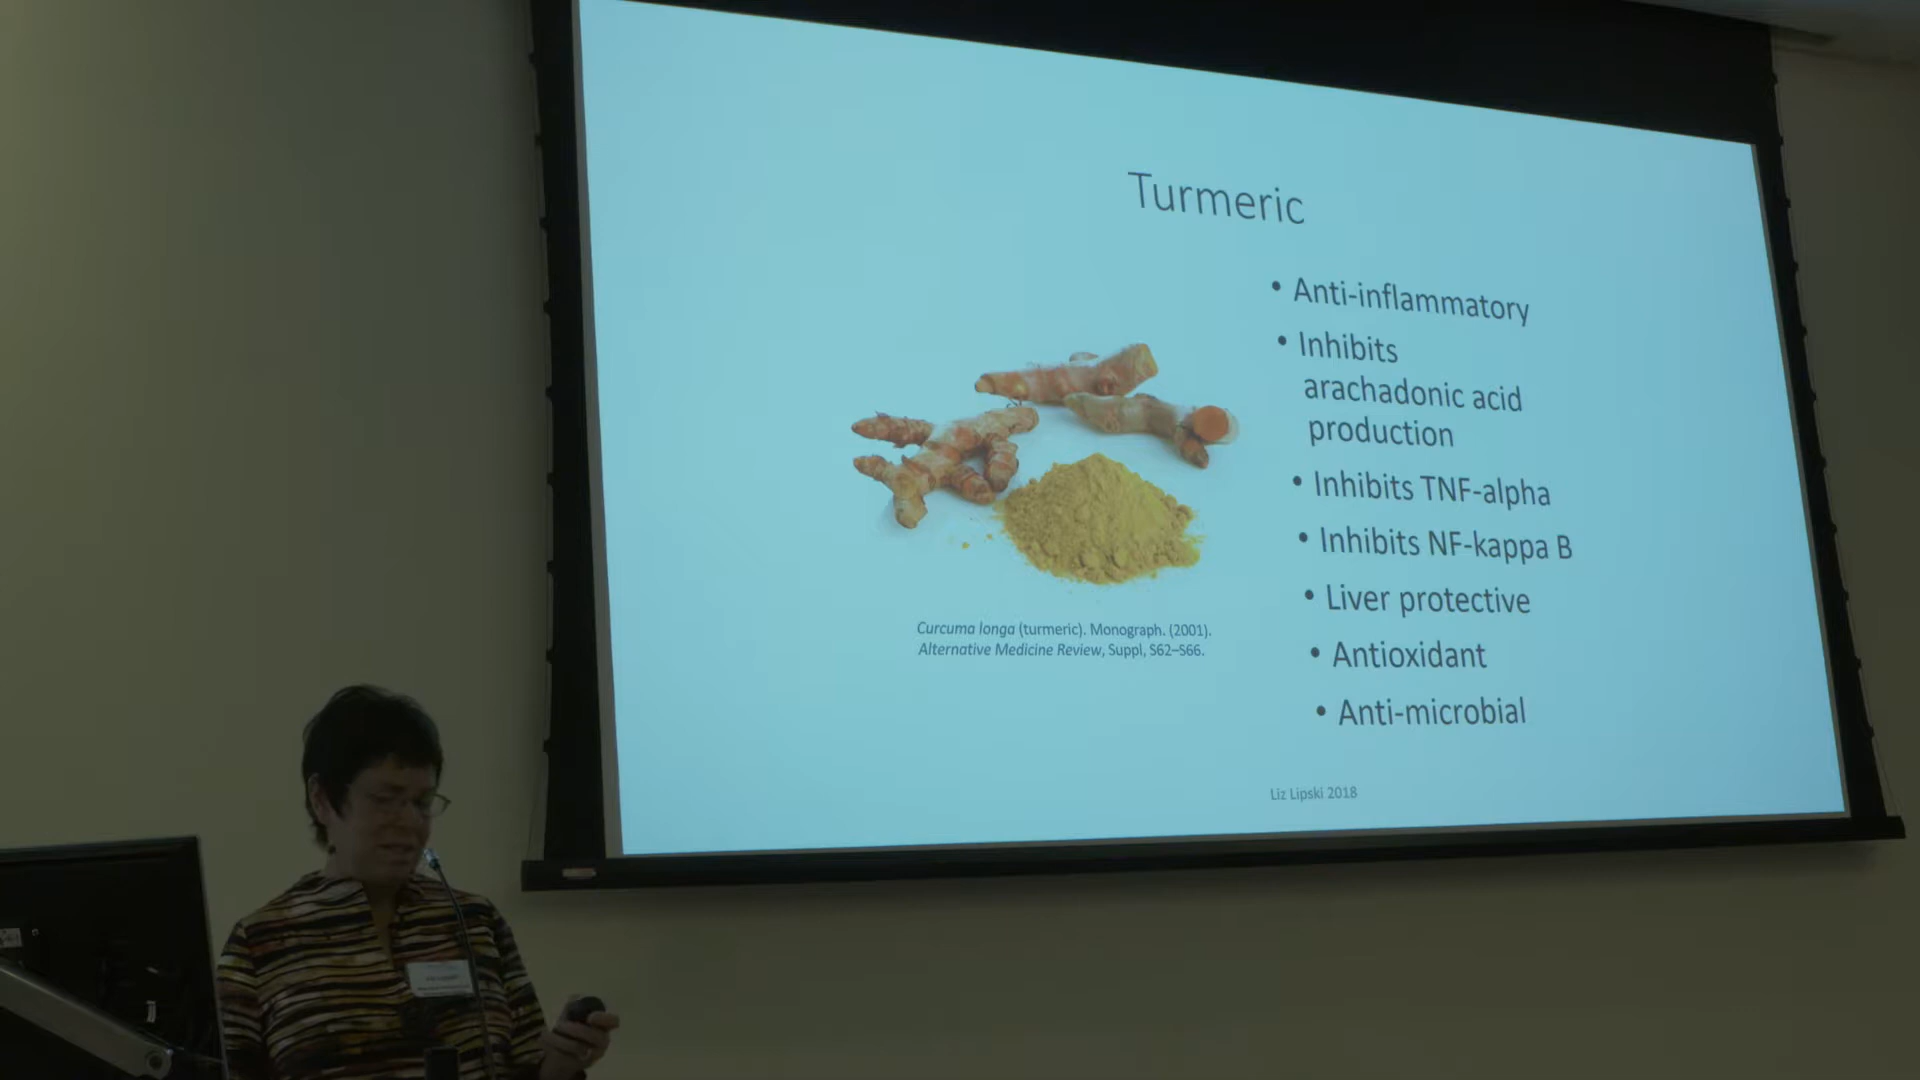 Turmeric
• Anti-inflammatory
• Inhibits
arachadonic acid
production
• Inhibits TNF-alpha
• Inhibits NF-kappa B
• Liver protective
• Antioxidant
• Anti-microbial
Curcuma longa (turmeric). Monograph. (2001).
Alternative Medicine Review, Suppl, S62–S66.
Liz Lipski 2018